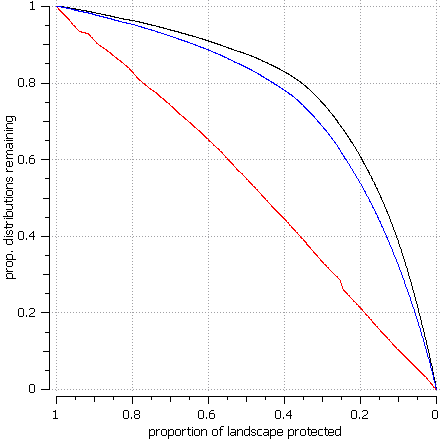 1
0.8
0.6
0.4
0.2
0
prop. distributions remaining
1 0.8 0.6 0.4 0.2 0
proportion of landscape protected